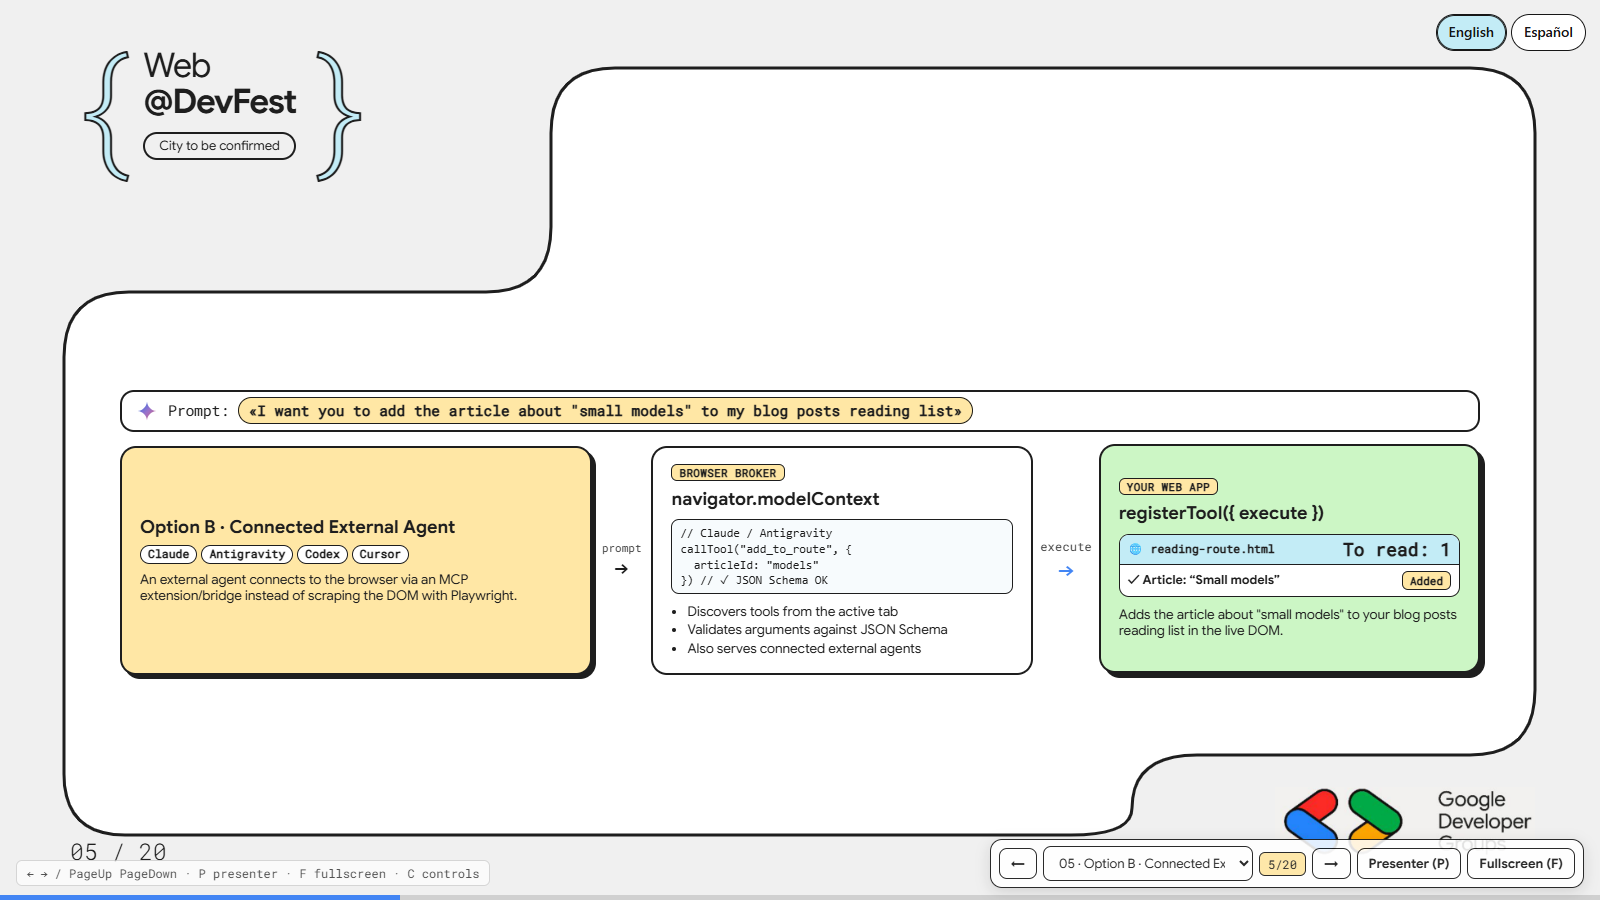 English
Español
Web
@DevFest
City to be confirmed
Prompt: «I want you to add the article about "small models" to my blog posts reading list»
Option B · Connected External Agent
Claude Antigravity Codex Cursor
An external agent connects to the browser via an MCP
extension/bridge instead of scraping the DOM with Playwright.
prompt
→
BROWSER BROKER
navigator.modelContext
// Claude / Antigravity
callTool("add_to_route", {
articleId: "models"
}) // ✓ JSON Schema OK
• Discovers tools from the active tab
• Validates arguments against JSON Schema
• Also serves connected external agents
execute
→
YOUR WEB APP
registerTool({ execute })
reading-route.html To read: 1
✓ Article: “Small models” Added
Adds the article about "small models" to your blog posts
reading list in the live DOM.
Google
Developer
Groups
05 / 20
← → / PageUp PageDown · P presenter · F fullscreen · C controls
← 05 · Option B · Connected Ex 5/20 → Presenter (P) Fullscreen (F)